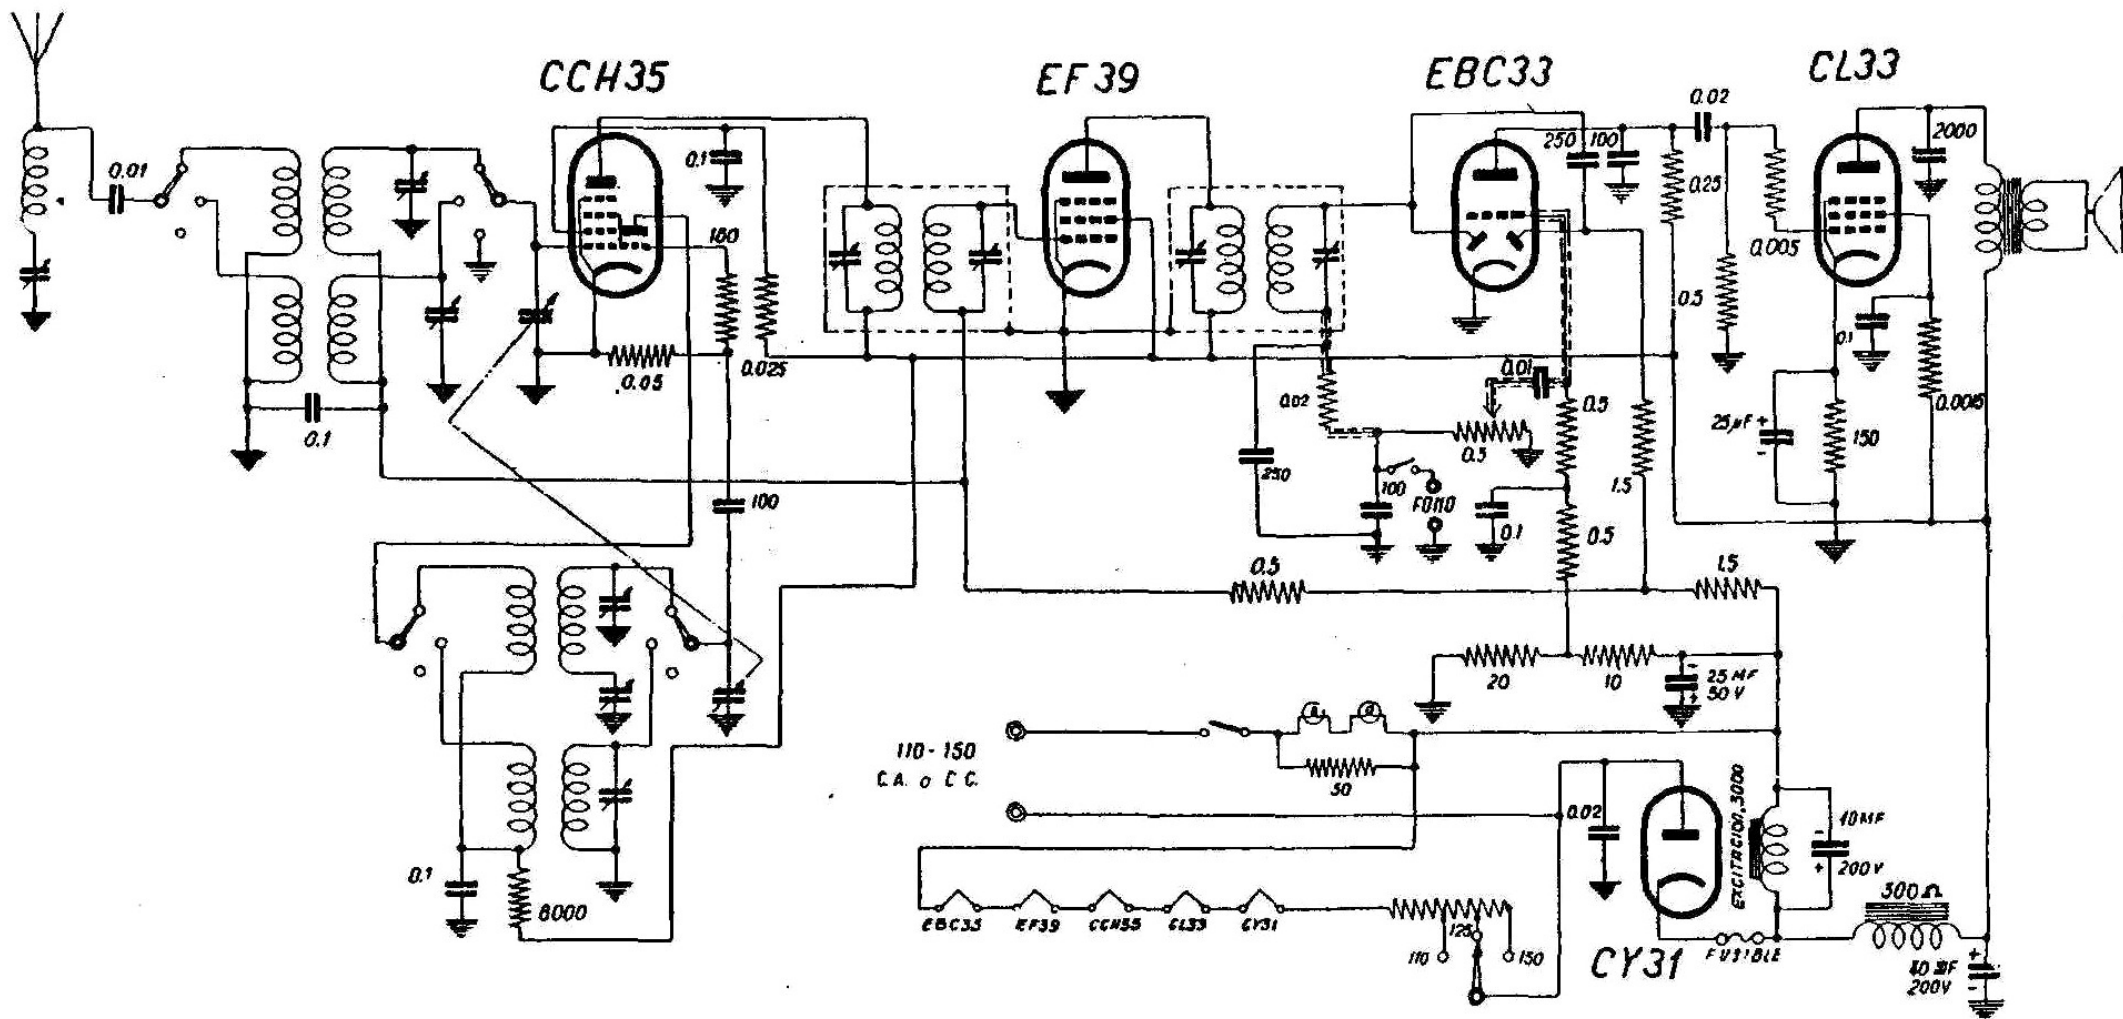 CCH35
EF39
EBC33
CL33
0.01
0.1
160
0.025
0.05
0.1
100
250
100
0.02
0.25
0.5
0.005
2000
0.1
0.0015
25µF +
-
150
0.02
0.01
0.5
0.5
250
100
FONO
0.1
0.5
1.5
0.5
1.5
20
10
-
25 MF
50 V
+
110-150
C.A. o C.C.
50
0.02
EXCITACION.3000
-
10 MF
+
200V
300Ω
0.1
8000
EBC33
EF39
CCH35
CL33
CY31
110
125
150
CY31
FUSIBLE
+
10 MF
200V
-